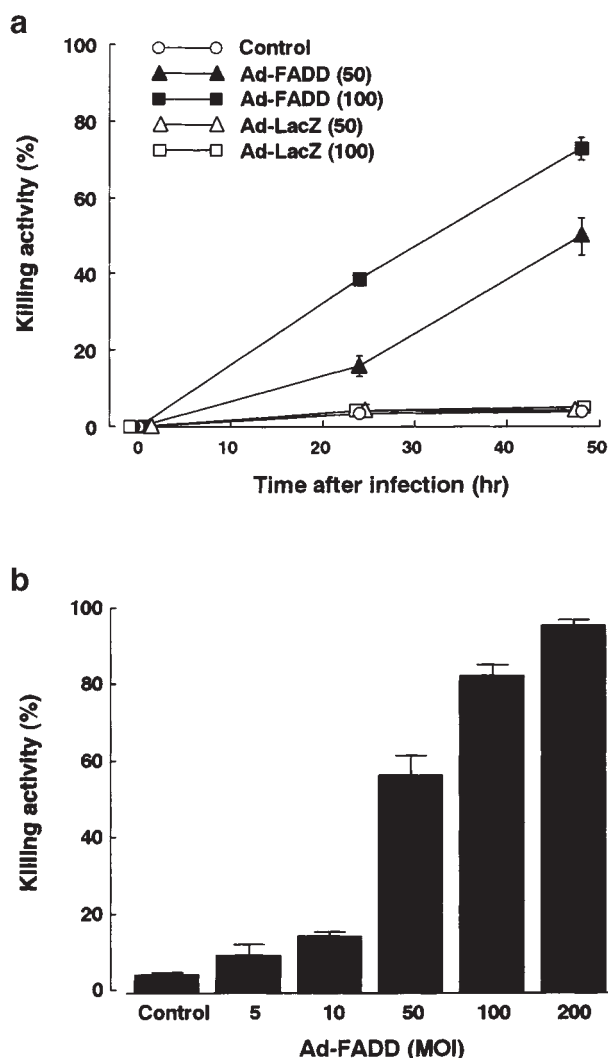 a
100
80
60
40
20
0
Killing activity (%)
Control
Ad-FADD (50)
Ad-FADD (100)
Ad-LacZ (50)
Ad-LacZ (100)
0 10 20 30 40 50
Time after infection (hr)
b
100
80
60
40
20
0
Killing activity (%)
Control 5 10 50 100 200
Ad-FADD (MOI)